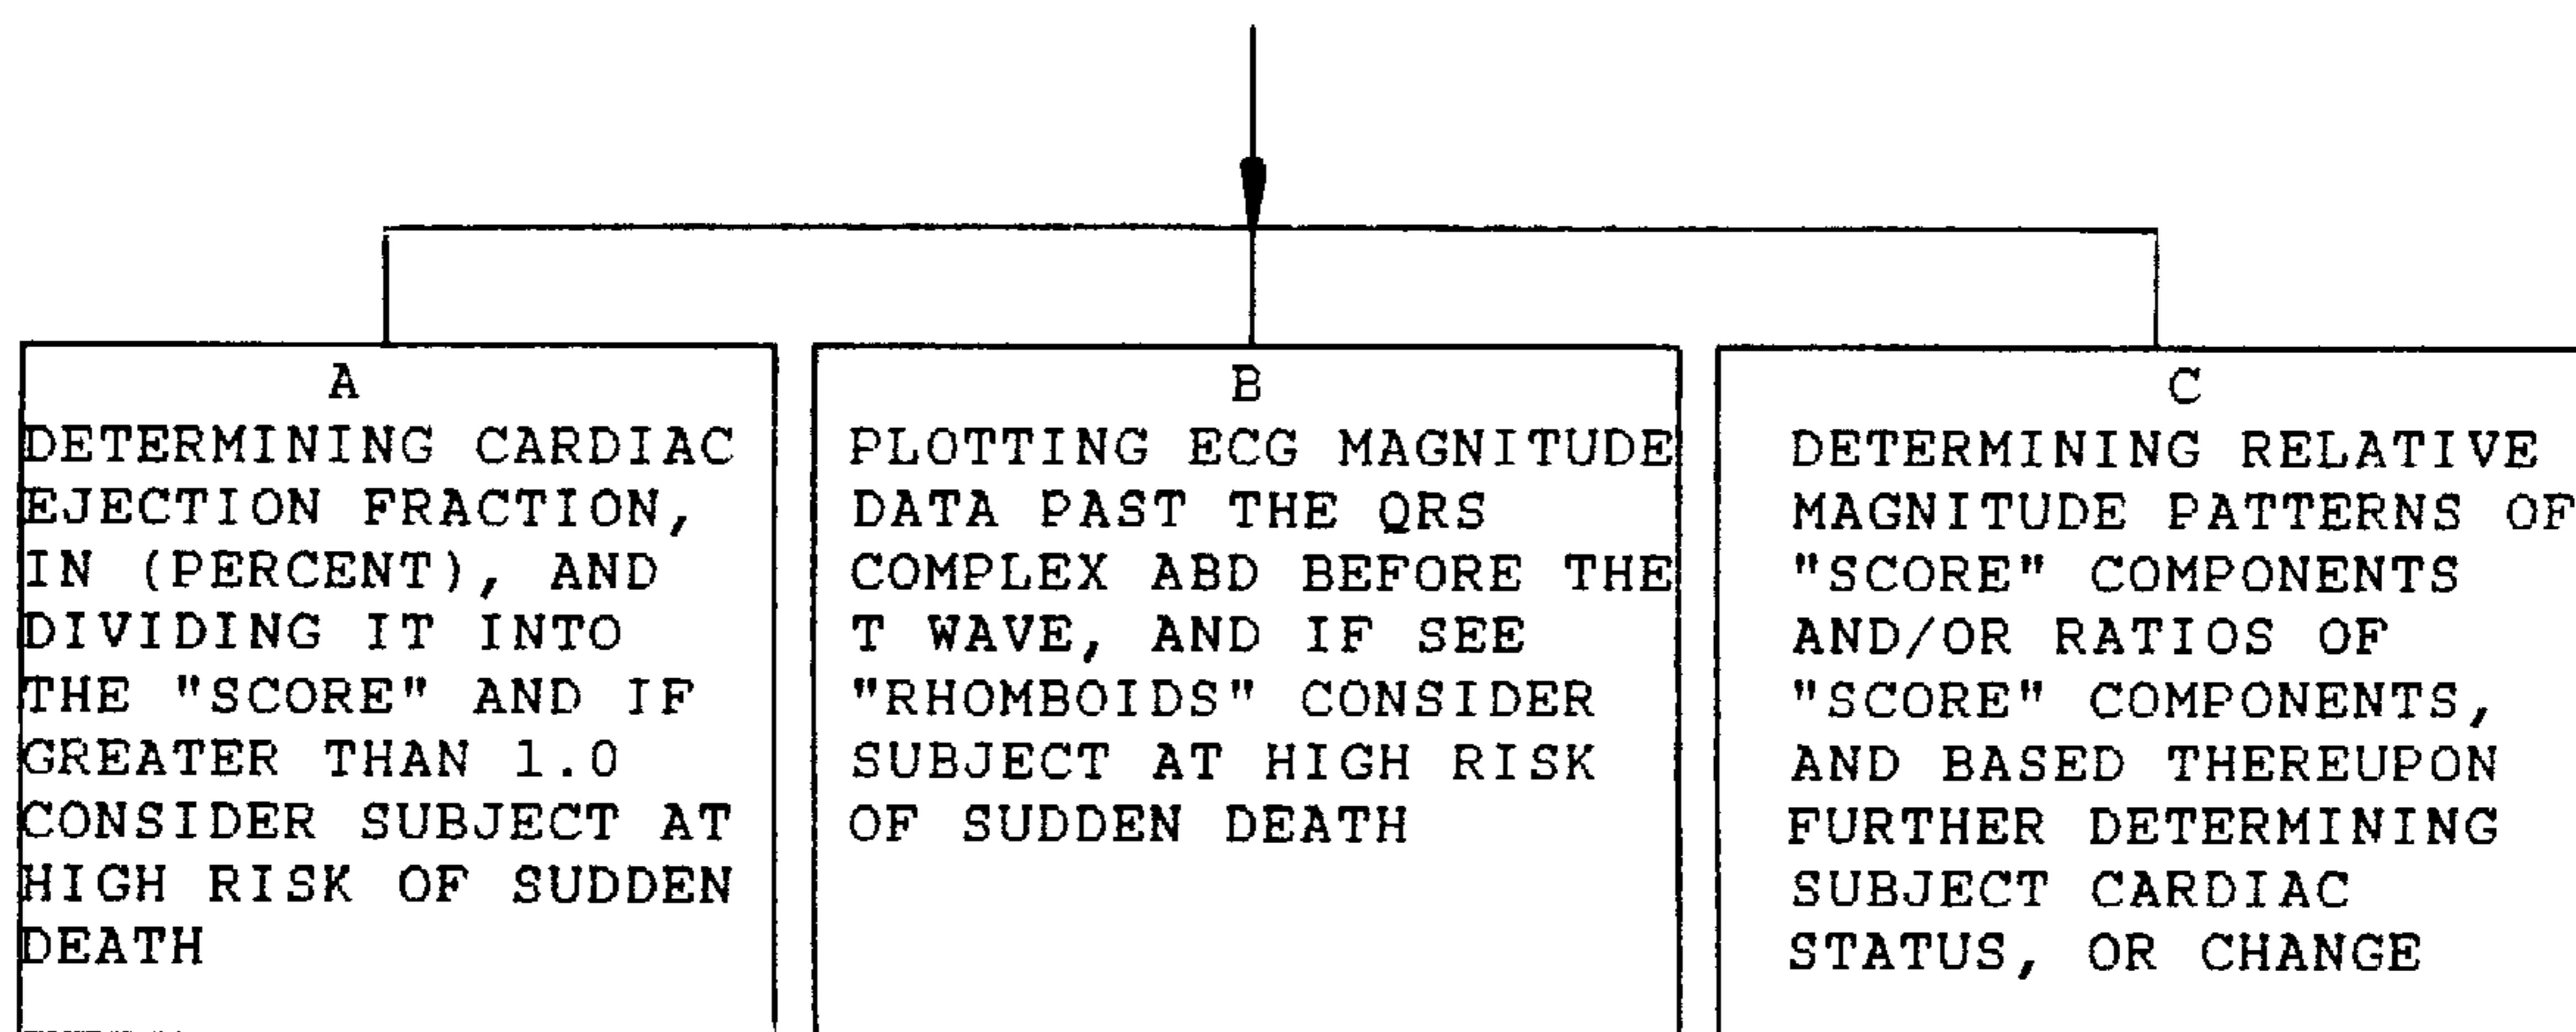 A
DETERMINING CARDIAC
EJECTION FRACTION,
IN (PERCENT), AND
DIVIDING IT INTO
THE "SCORE" AND IF
GREATER THAN 1.0
CONSIDER SUBJECT AT
HIGH RISK OF SUDDEN
DEATH
B
PLOTTING ECG MAGNITUDE
DATA PAST THE QRS
COMPLEX ABD BEFORE THE
T WAVE, AND IF SEE
"RHOMBOIDS" CONSIDER
SUBJECT AT HIGH RISK
OF SUDDEN DEATH
C
DETERMINING RELATIVE
MAGNITUDE PATTERNS OF
"SCORE" COMPONENTS
AND/OR RATIOS OF
"SCORE" COMPONENTS,
AND BASED THEREUPON
FURTHER DETERMINING
SUBJECT CARDIAC
STATUS, OR CHANGE